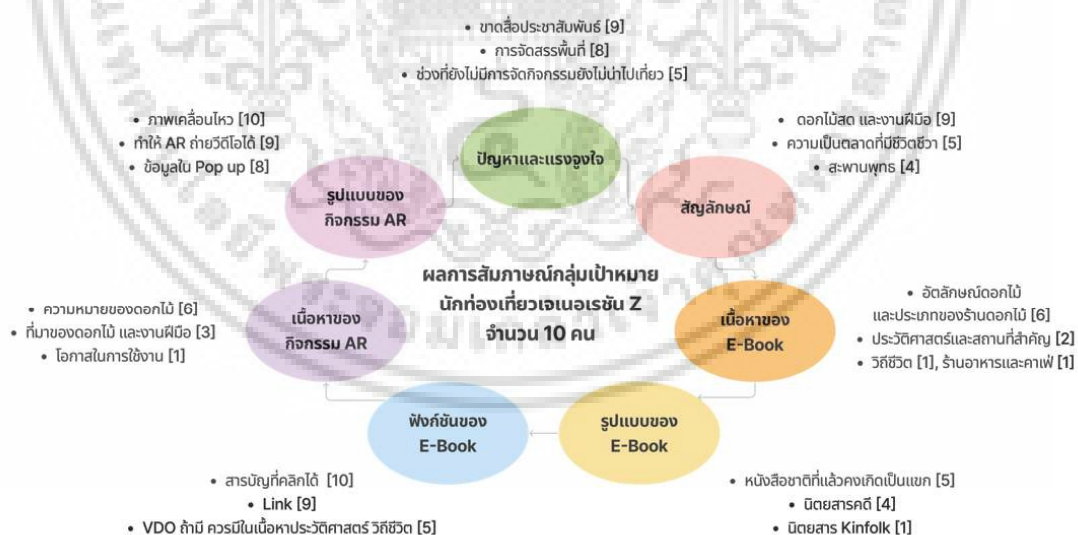 • ขาดสื่อประชาสัมพันธ์ [9]
• การจัดสรรพื้นที่ [8]
• ช่วงที่ยังไม่มีการจัดกิจกรรมยังไม่น่าไปเที่ยว [5]
ปัญหาและแรงจูงใจ
• ดอกไม้สด และงานฝีมือ [9]
• ความเป็นตลาดที่มีชีวิตชีวา [5]
• สะพานพุทธ [4]
สัญลักษณ์
• อัตลักษณ์ดอกไม้
และประเภทของร้านดอกไม้ [6]
• ประวัติศาสตร์และสถานที่สำคัญ [2]
• วิถีชีวิต [1], ร้านอาหารและคาเฟ่ [1]
เนื้อหาของ
E-Book
• หนังสือชาติที่แล้วคงเกิดเป็นแขก [5]
• นิตยสารคดี [4]
• นิตยสาร Kinfolk [1]
รูปแบบของ
E-Book
• สารบัญที่คลิกได้ [10]
• Link [9]
• VDO ถ้ามี ควรมีในเนื้อหาประวัติศาสตร์ วิถีชีวิต [5]
ฟังก์ชันของ
E-Book
• ความหมายของดอกไม้ [6]
• ที่มาของดอกไม้ และงานฝีมือ [3]
• โอกาสในการใช้งาน [1]
เนื้อหาของ
กิจกรรม AR
• ภาพเคลื่อนไหว [10]
• ทำให้ AR ถ่ายวีดีโอได้ [9]
• ข้อมูลใน Pop up [8]
รูปแบบของ
กิจกรรม AR
ผลการสัมภาษณ์กลุ่มเป้าหมาย
นักท่องเที่ยวเจเนอเรชัน Z
จำนวน 10 คน